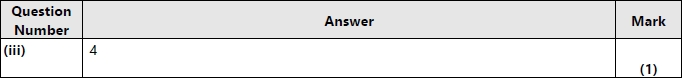 Question Number
Answer
Mark
(iii)
4
(1)